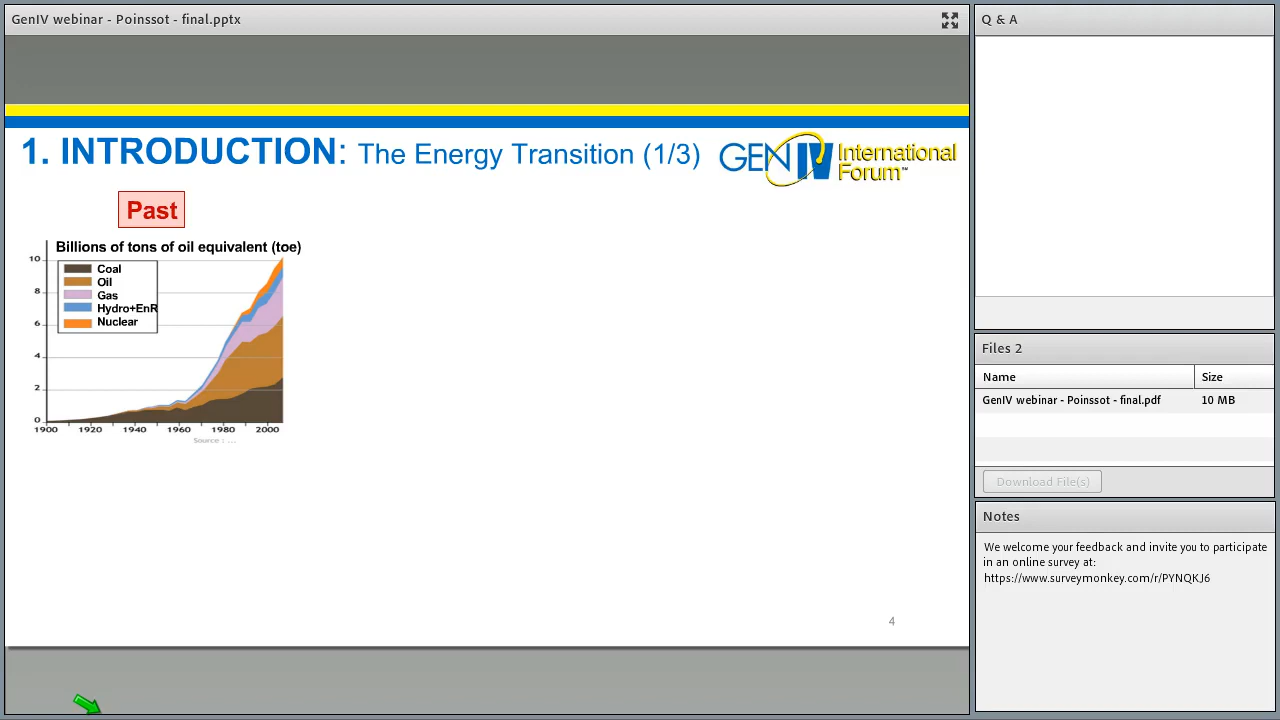 GenIV webinar - Poinssot - final.pptx
1. INTRODUCTION: The Energy Transition (1/3)
GENIV International
Forum™
Past
Billions of tons of oil equivalent (toe)
Coal
Oil
Gas
Hydro+EnR
Nuclear
10
8
6
4
2
0
1900 1920 1940 1960 1980 2000
Source : ...
4
Q & A
Files 2
Name Size
GenIV webinar - Poinssot - final.pdf 10 MB
Download File(s)
Notes
We welcome your feedback and invite you to participate
in an online survey at:
https://www.surveymonkey.com/r/PYNQKJ6